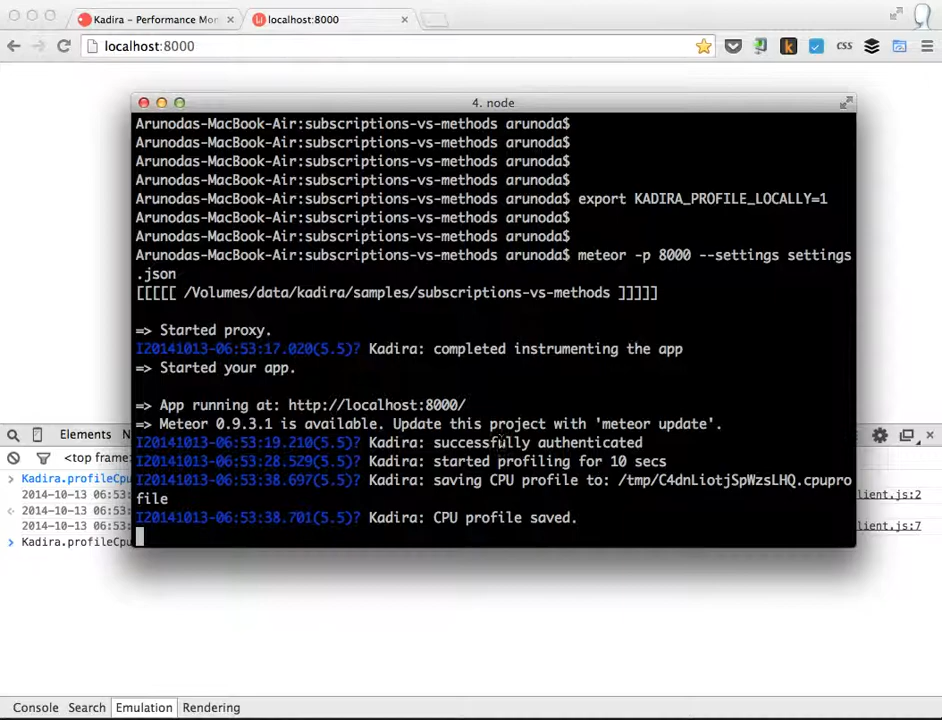 Kadira - Performance Mon
localhost:8000
localhost:8000
CSS
4. node
Arunodas-MacBook-Air:subscriptions-vs-methods arunoda$
Arunodas-MacBook-Air:subscriptions-vs-methods arunoda$
Arunodas-MacBook-Air:subscriptions-vs-methods arunoda$
Arunodas-MacBook-Air:subscriptions-vs-methods arunoda$
Arunodas-MacBook-Air:subscriptions-vs-methods arunoda$ export KADIRA_PROFILE_LOCALLY=1
Arunodas-MacBook-Air:subscriptions-vs-methods arunoda$
Arunodas-MacBook-Air:subscriptions-vs-methods arunoda$
Arunodas-MacBook-Air:subscriptions-vs-methods arunoda$ meteor -p 8000 --settings settings
.json
[[[[[ /Volumes/data/kadira/samples/subscriptions-vs-methods ]]]]]
=> Started proxy.
I20141013-06:53:17.020(5.5)? Kadira: completed instrumenting the app
=> Started your app.
=> App running at: http://localhost:8000/
=> Meteor 0.9.3.1 is available. Update this project with 'meteor update'.
I20141013-06:53:19.210(5.5)? Kadira: successfully authenticated
I20141013-06:53:28.529(5.5)? Kadira: started profiling for 10 secs
I20141013-06:53:38.697(5.5)? Kadira: saving CPU profile to: /tmp/C4dnLiotjSpWzsLHQ.cpupro
file
I20141013-06:53:38.701(5.5)? Kadira: CPU profile saved.
Elements N
<top frame
Kadira.profileCpu
2014-10-13 06:53: lient.js:2
2014-10-13 06:53: lient.js:7
Kadira.profileCpu
Console Search Emulation Rendering